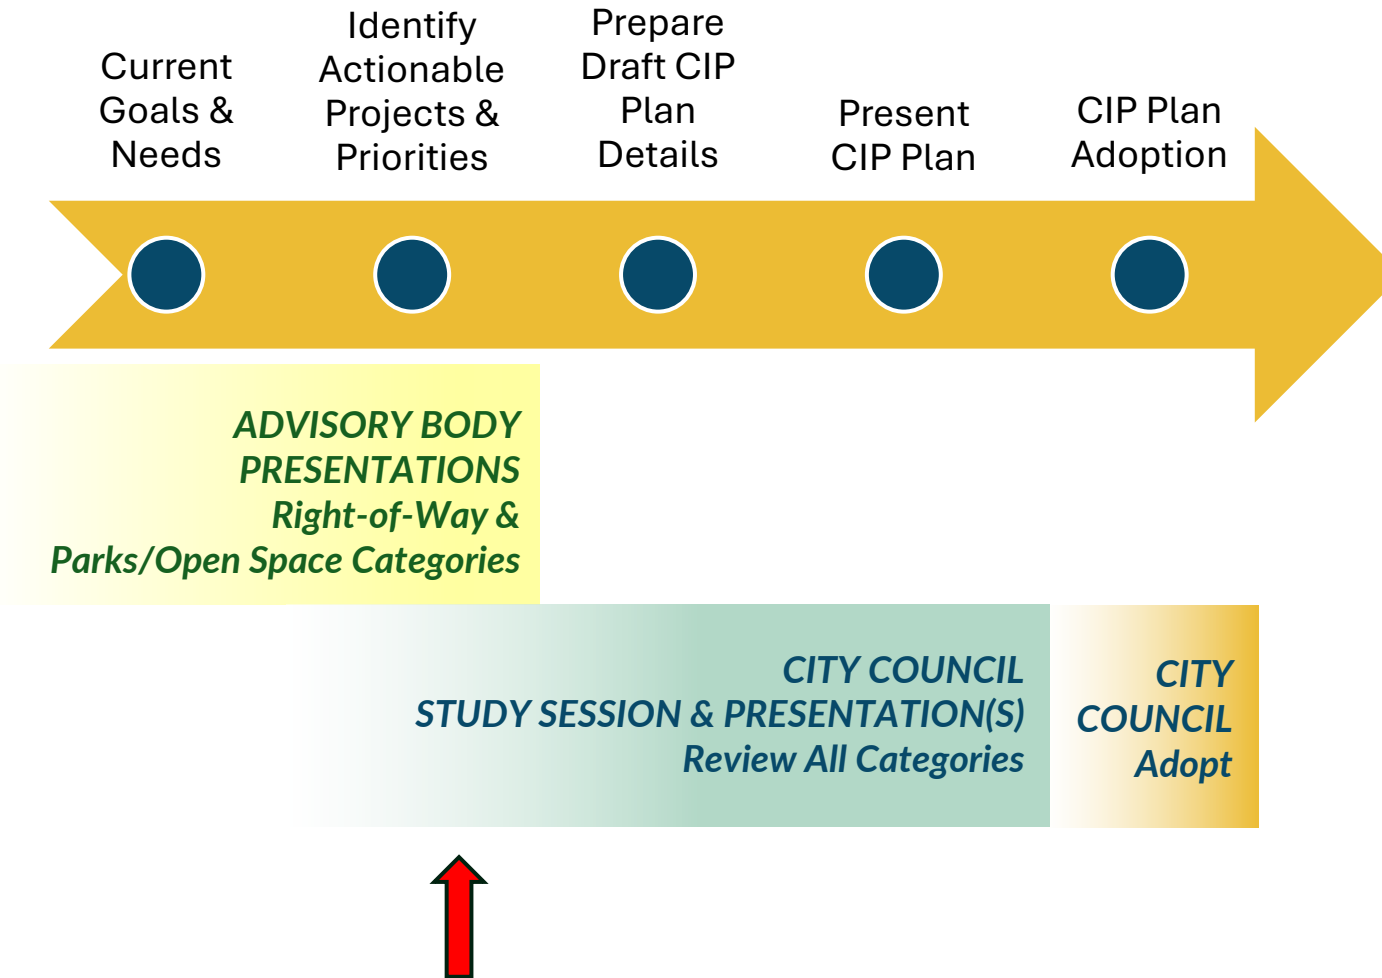 Current
Goals &
Needs
Identify
Actionable
Projects &
Priorities
Prepare
Draft CIP
Plan
Details
Present
CIP Plan
CIP Plan
Adoption
ADVISORY BODY
PRESENTATIONS
Right-of-Way &
Parks/Open Space Categories
CITY COUNCIL
STUDY SESSION & PRESENTATION(S)
Review All Categories
CITY
COUNCIL
Adopt